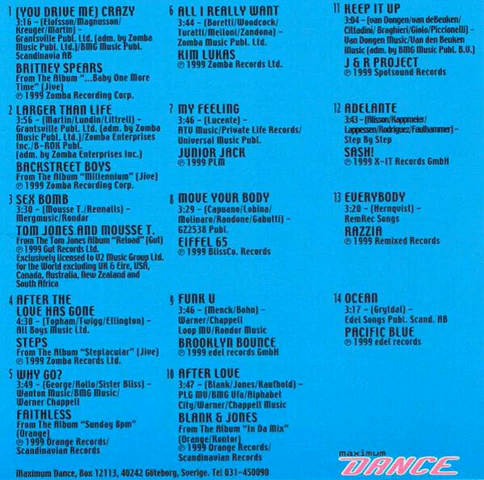 1 (YOU DRIVE ME) CRAZY
3:16 - (Elofsson/Magnusson/
Kreuger/Martin) -
Grantsville Publ. Ltd. (adm. by Zomba
Music Publ. Ltd.)/BMG Music Publ.
Scandinavia AB
BRITNEY SPEARS
From The Album "...Baby One More
Time" (Jive)
℗ 1999 Zomba Recording Corp.
2 LARGER THAN LIFE
3:56 - (Martin/Lundin/Littrell) -
Grantsville Publ. Ltd. (adm. by Zomba
Music Publ. Ltd.)/Zomba Enterprises
Inc./B-ROK Publ.
(adm. by Zomba Enterprises Inc.)
BACKSTREET BOYS
From The Album "Millennium" (Jive)
℗ 1999 Zomba Recording Corp.
3 SEX BOMB
3:30 - (Mousse T./Rennalls) -
Mergmusic/Rondor
TOM JONES AND MOUSSE T.
From The Tom Jones Album "Reload" (Gut)
℗ 1999 Gut Records Ltd.
Exclusively licensed to V2 Music Group Ltd.
for the World excluding UK & Eire, USA,
Canada, Australia, New Zealand and
South Africa
4 AFTER THE
LOVE HAS GONE
4:38 - (Topham/Twigg/Ellington) -
All Boys Music Ltd.
STEPS
From The Album "Steptacular" (Jive)
℗ 1999 Zomba Records Ltd.
5 WHY GO?
3:49 - (George/Rollo/Sister Bliss) -
Wanton Music/BMG Music/
Warner Chappell
FAITHLESS
From The Album "Sunday 8pm"
(Orange)
℗ 1999 Orange Records/
Scandinavian Records
6 ALL I REALLY WANT
3:44 - (Boretti/Woodcock/
Turatti/Melloni/Zandona) -
Zomba Music Publ. Ltd.
KIM LUKAS
℗ 1999 Zomba Records Ltd.
7 MY FEELING
3:46 - (Lucente) -
ATV Music/Private Life Records/
Universal Music Publ.
JUNIOR JACK
℗ 1999 PLM
8 MOVE YOUR BODY
3:29 - (Capuano/Lobina/
Molinaro/Randone/Gabutti) -
GZ2538 Publ.
EIFFEL 65
℗ 1999 BlissCo. Records
9 FUNK U
3:46 - (Menck/Bohn) -
Warner/Chappell
Loop MV/Rondor Music
BROOKLYN BOUNCE
℗ 1999 edel records GmbH
10 AFTER LOVE
3:47 - (Blank/Jones/Kaufhold) -
PLG MV/BMG Ufa/Alphabet
City/Warner/Chappell Music
BLANK & JONES
From The Album "In Da Mix"
(Orange/Kontor)
℗ 1999 Orange Records/
Scandinavian Records
11 KEEP IT UP
3:04 - (van Dongen/van deBeuken/
Cittadini/ Braghieri/Gioio/Piccionelli) -
Van Dongen Music/Van den Beuken
Music (adm. by BMG Music Publ. B.V.)
J & R PROJECT
℗ 1999 Spotsound Records
12 ADELANTE
3:43 - (Alisson/Kappmeier/
Lappessen/Rodriguez/Faulhammer) -
Step By Step
SASH!
℗ 1999 X-IT Records GmbH
13 EVERYBODY
3:20 - (Hernqvist) -
RemRec Songs
RAZZIA
℗ 1999 Remixed Records
14 OCEAN
3:17 - (Grytdal) -
Edel Songs Publ. Scand. AB
PACIFIC BLUE
℗ 1999 edel records
Maximum Dance, Box 12113, 40242 Göteborg, Sverige. Tel 031-450090
maximum
DANCE